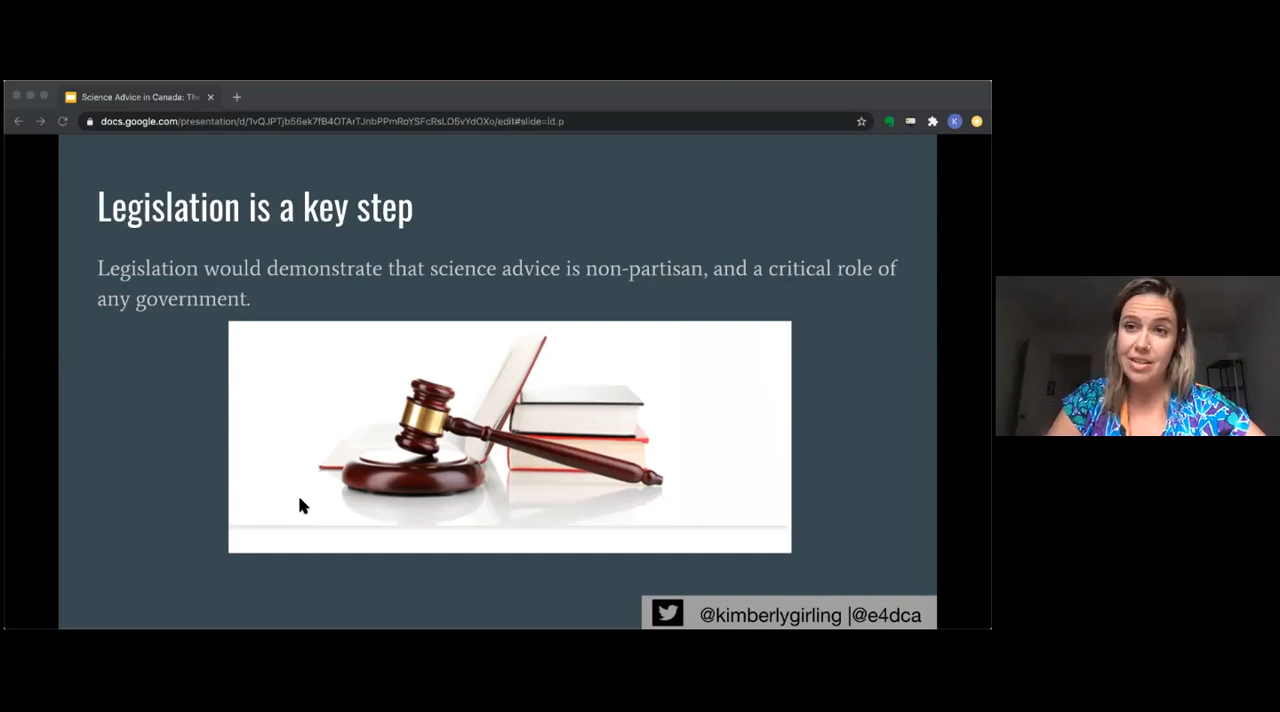 Science Advice in Canada: The
docs.google.com/presentation/d/1vQJPTjb56ek7fB4OTArTJnbPPmRoYSFcRsLO5vYdOXo/edit#slide=id.p
K
Legislation is a key step
Legislation would demonstrate that science advice is non-partisan, and a critical role of
any government.
@kimberlygirling |@e4dca